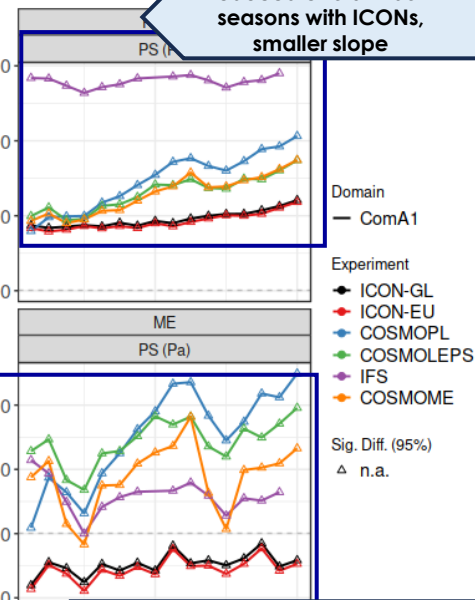 seasons with ICONs,
smaller slope
PS (
Domain
ComA1
Experiment
ICON-GL
ICON-EU
COSMOPL
COSMOLEPS
IFS
COSMOME
Sig. Diff. (95%)
n.a.
ME
PS (Pa)